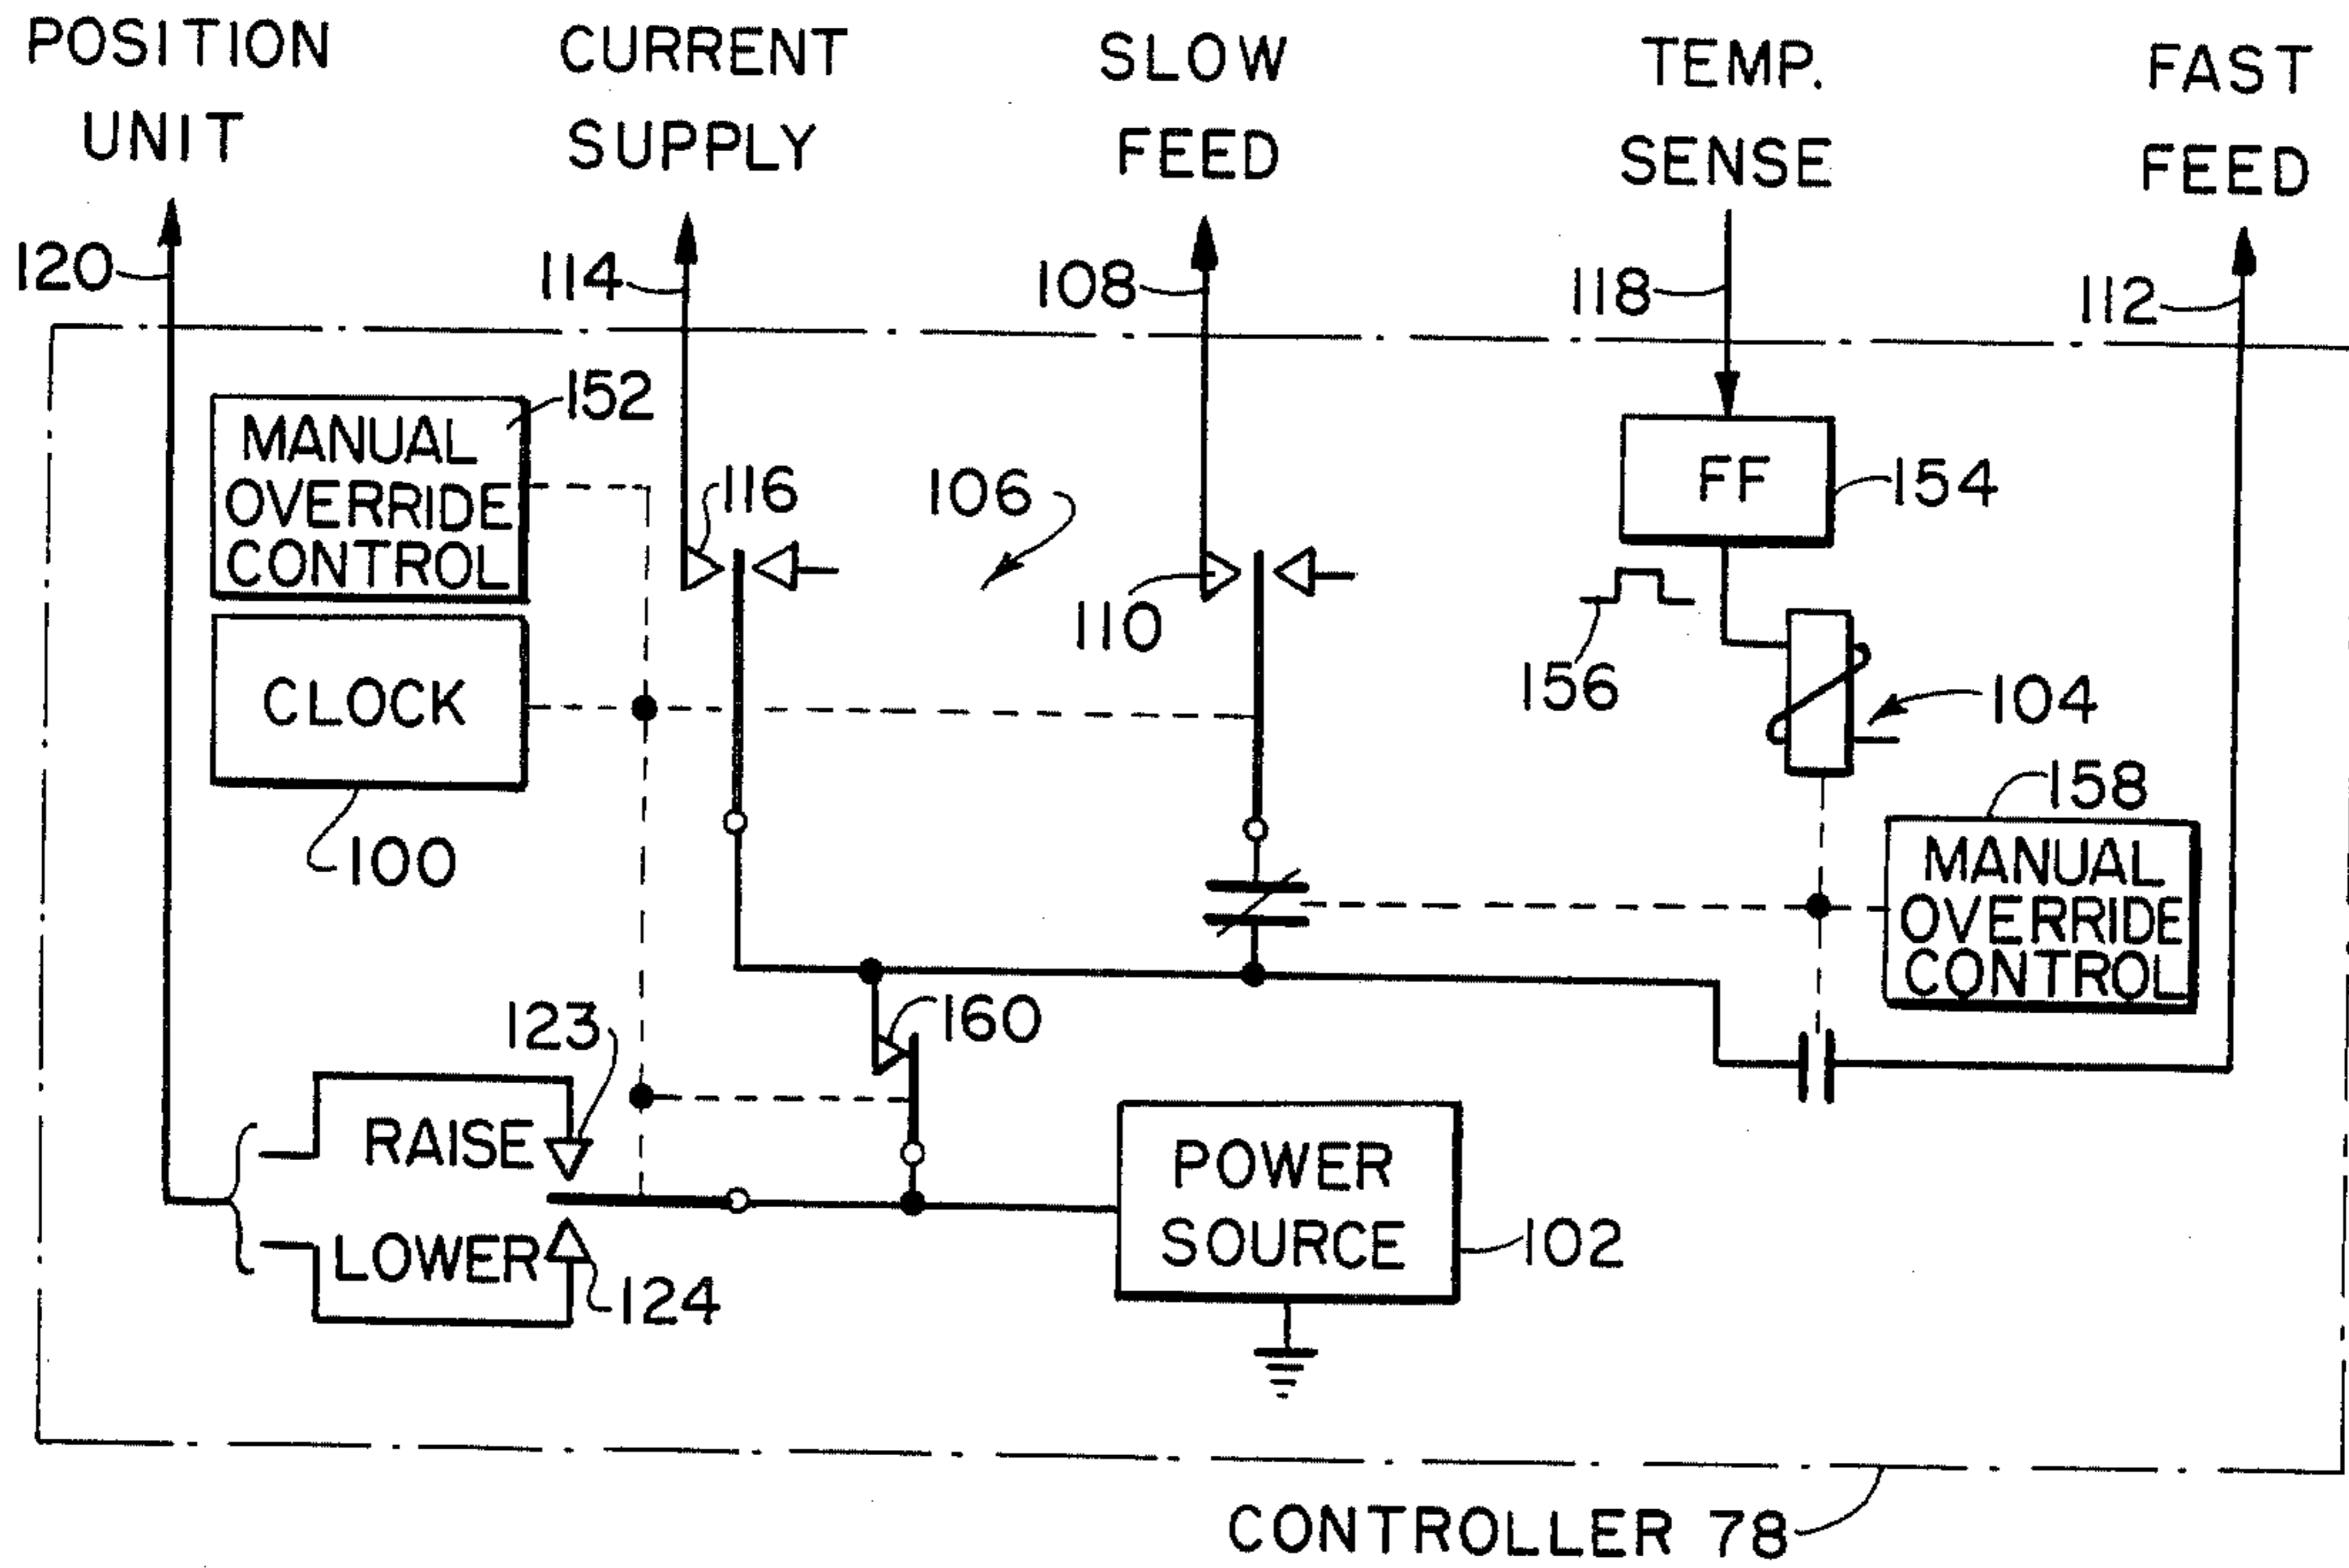 POSITION
UNIT
CURRENT
SUPPLY
SLOW
FEED
TEMP.
SENSE
FAST
FEED
120
114
108
118
112
MANUAL
OVERRIDE
CONTROL
152
116
106
110
FF
154
156
104
CLOCK
100
158
MANUAL
OVERRIDE
CONTROL
160
123
RAISE
LOWER
124
POWER
SOURCE
102
CONTROLLER 78